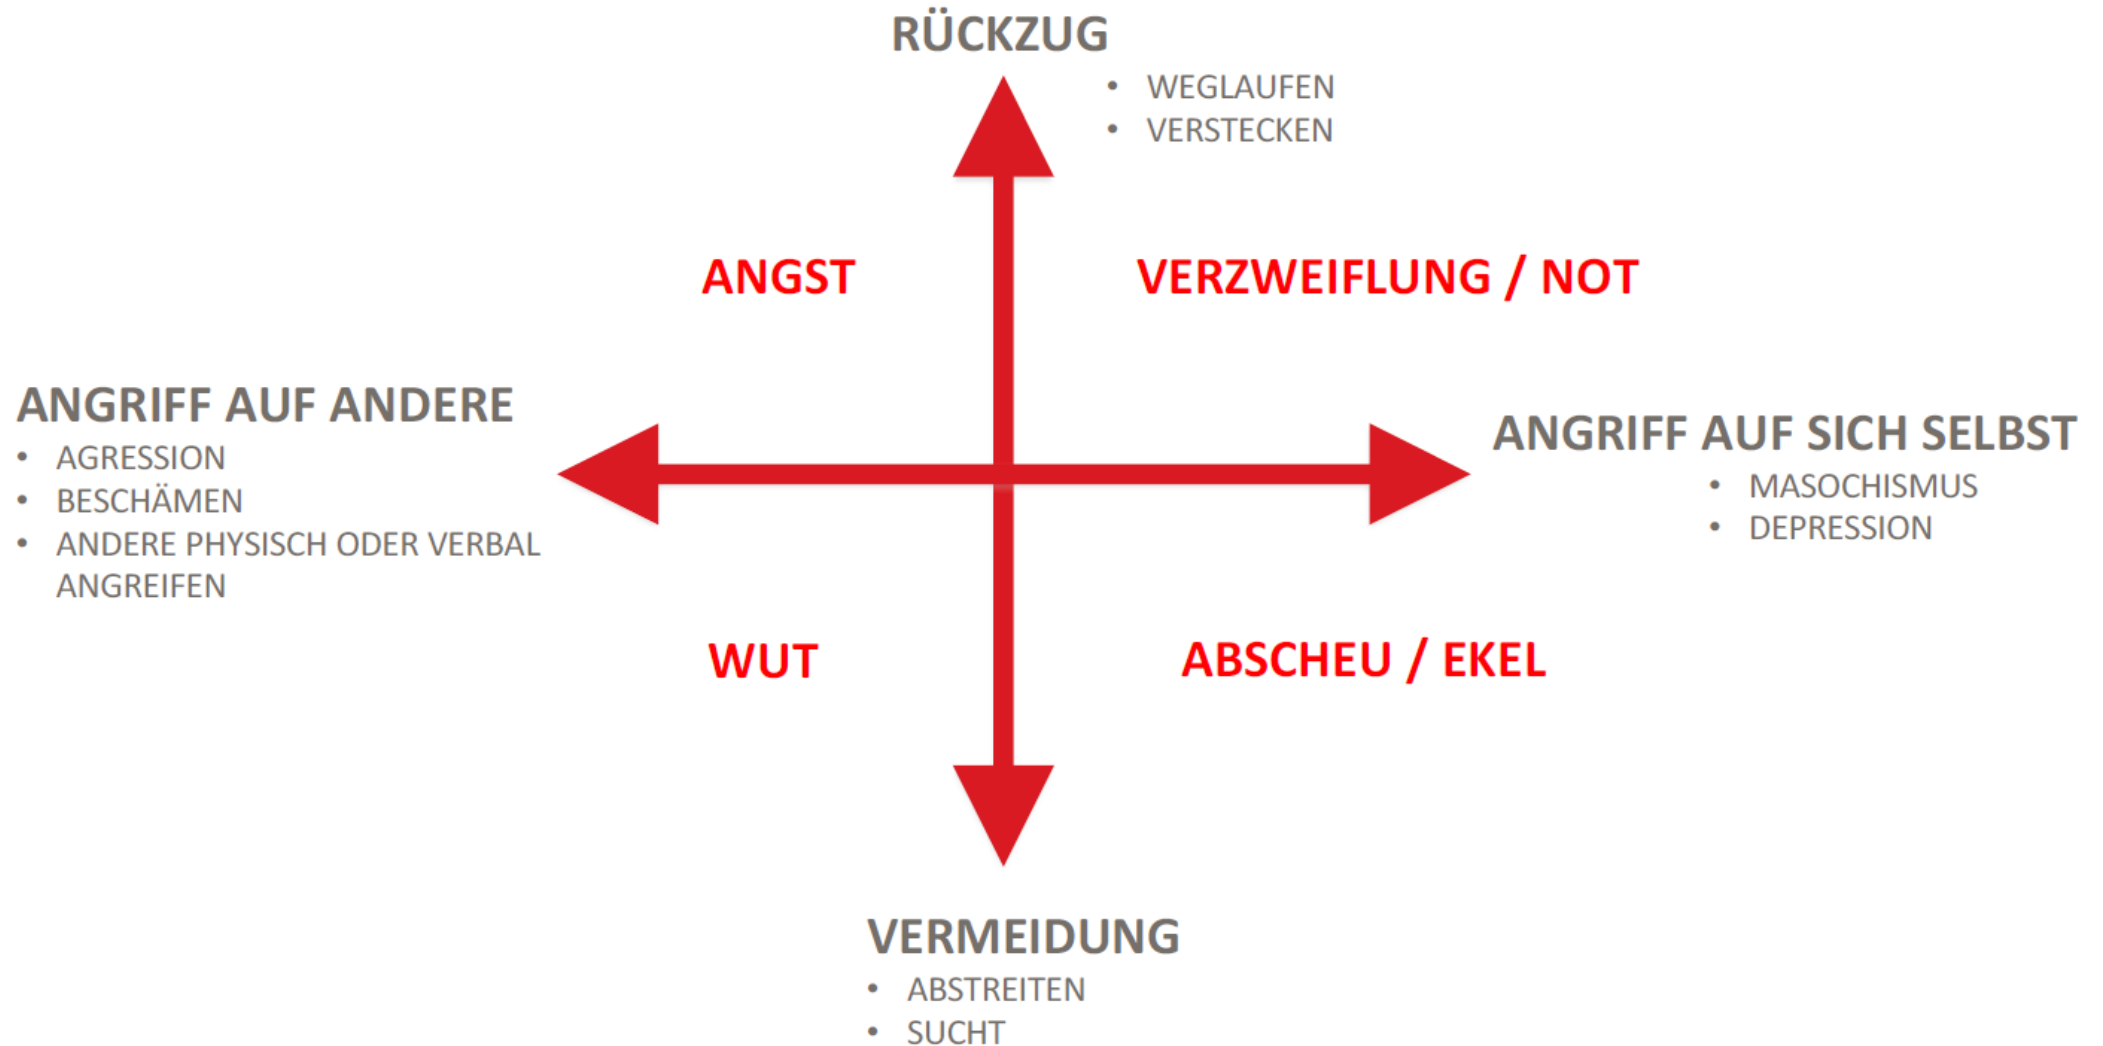 RÜCKZUG
• WEGLAUFEN
• VERSTECKEN
ANGST
VERZWEIFLUNG / NOT
ANGRIFF AUF ANDERE
• AGRESSION
• BESCHÄMEN
• ANDERE PHYSISCH ODER VERBAL
ANGREIFEN
ANGRIFF AUF SICH SELBST
• MASOCHISMUS
• DEPRESSION
WUT
ABSCHEU / EKEL
VERMEIDUNG
• ABSTREITEN
• SUCHT